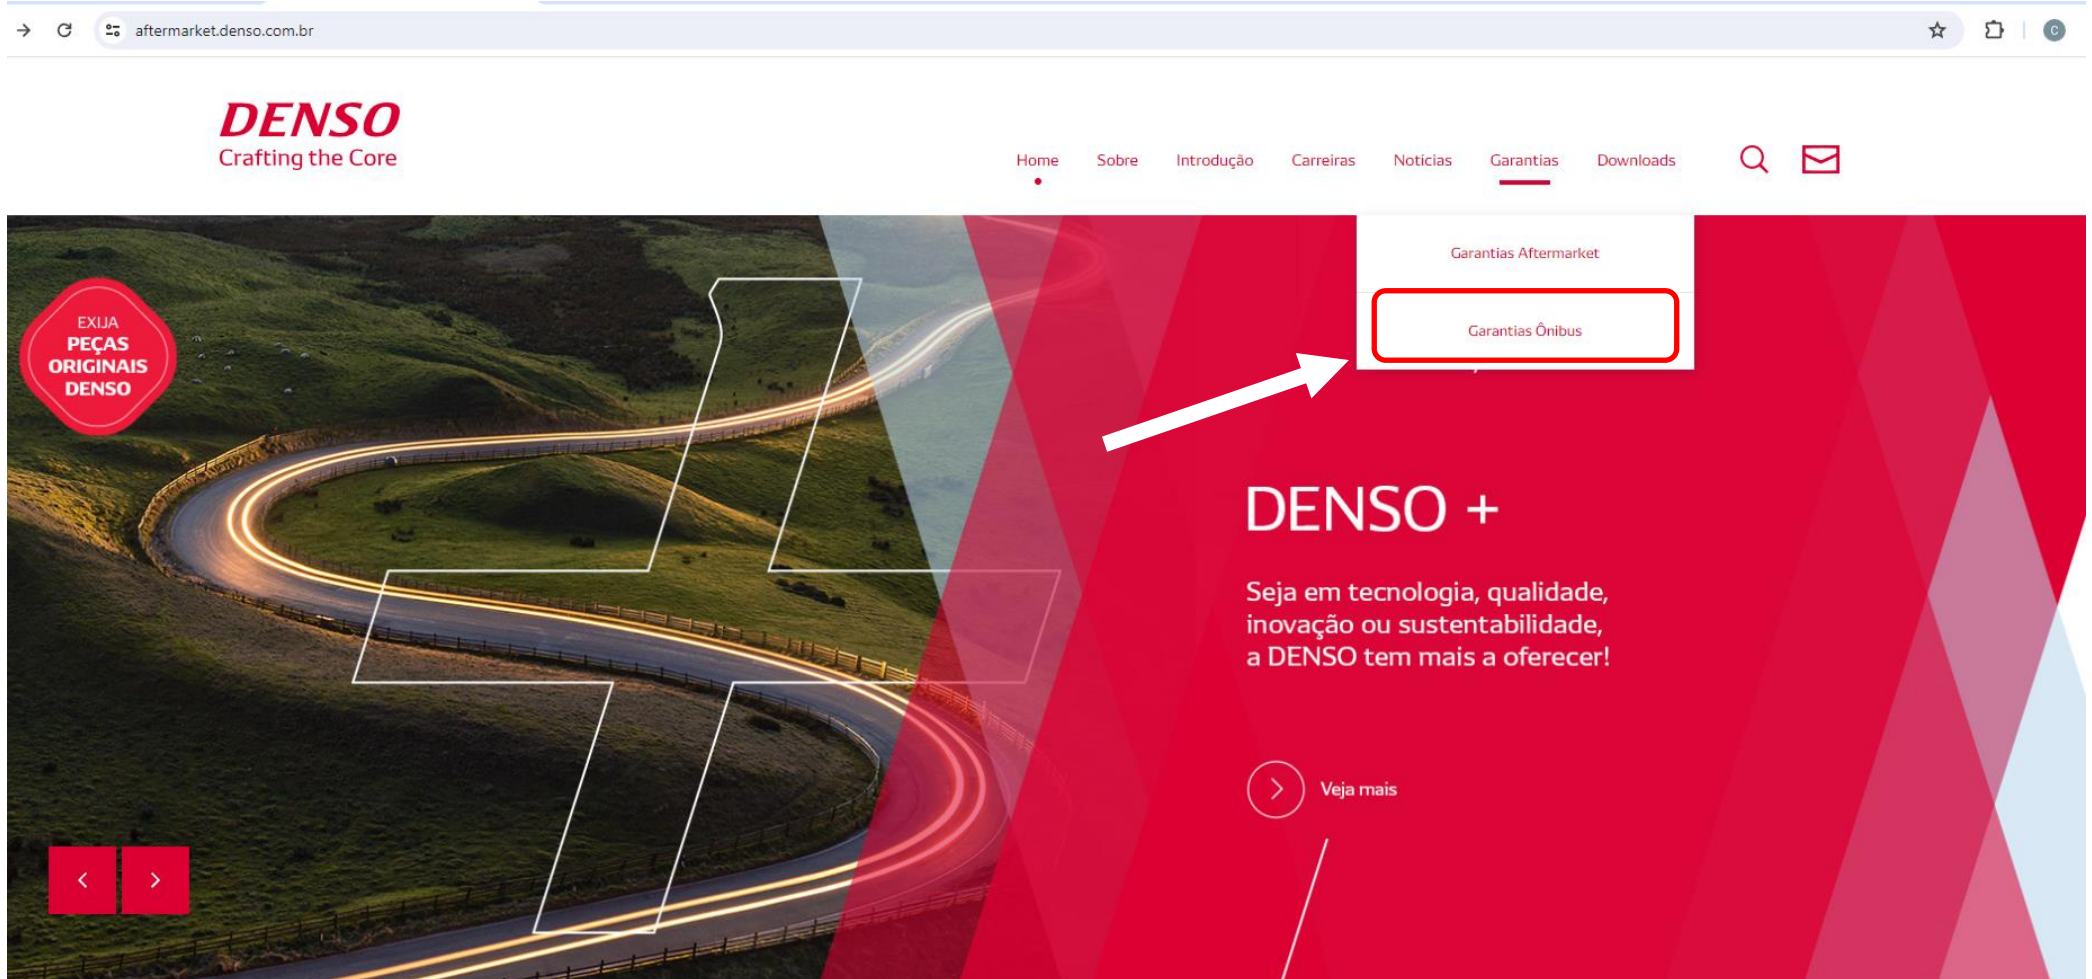 aftermarket.denso.com.br
C
DENSO
Crafting the Core
Home Sobre Introdução Carreiras Notícias Garantias Downloads
Garantias Aftermarket
Garantias Ônibus
EXIJA
PEÇAS
ORIGINAIS
DENSO
DENSO +
Seja em tecnologia, qualidade,
inovação ou sustentabilidade,
a DENSO tem mais a oferecer!
Veja mais